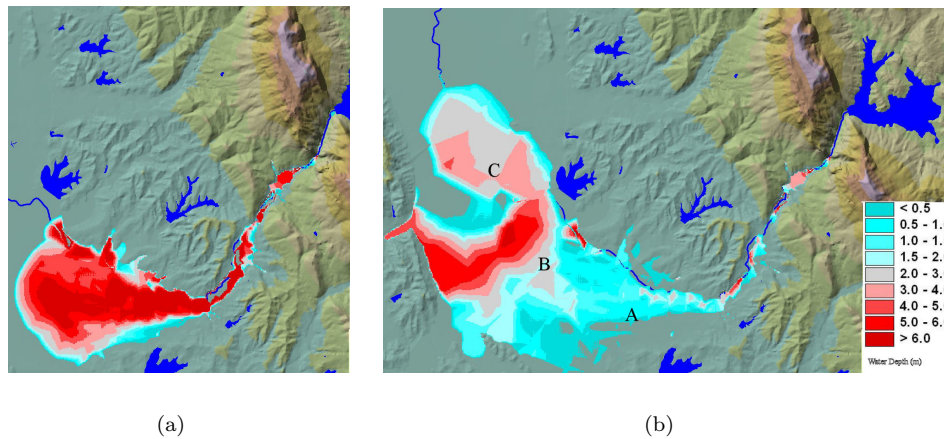 C
B
A
< 0.5
0.5 - 1.
1.0 - 1.
1.5 - 2.
2.0 - 3.
3.0 - 4.
4.0 - 5.
5.0 - 6.
> 6.0
Water Depth (m)
(a)
(b)